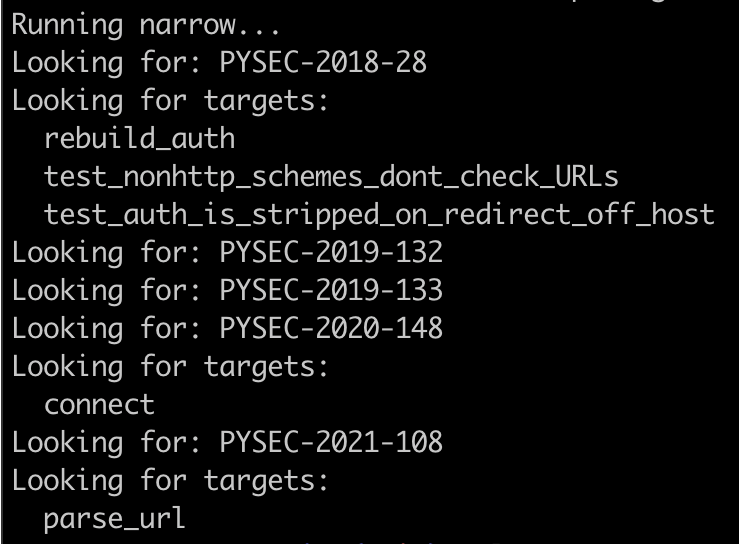 Running narrow...
Looking for: PYSEC-2018-28
Looking for targets:
  rebuild_auth
  test_nonhttp_schemes_dont_check_URLs
  test_auth_is_stripped_on_redirect_off_host
Looking for: PYSEC-2019-132
Looking for: PYSEC-2019-133
Looking for: PYSEC-2020-148
Looking for targets:
  connect
Looking for: PYSEC-2021-108
Looking for targets:
  parse_url